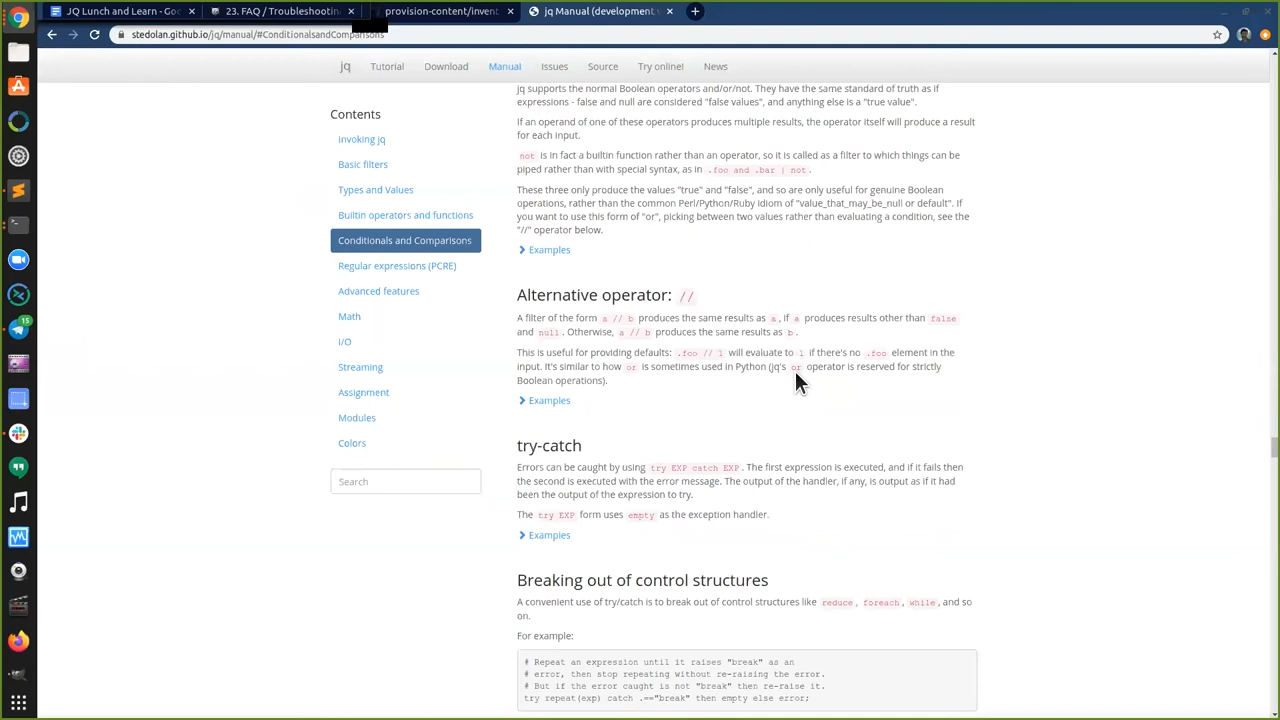 JQ Lunch and Learn - Goo
23. FAQ / Troubleshootin
provision-content/invent
jq Manual (development
stedolan.github.io/jq/manual/#ConditionalsandComparisons
jq Tutorial Download Manual Issues Source Try online! News
Contents
Invoking jq
Basic filters
Types and Values
Builtin operators and functions
Conditionals and Comparisons
Regular expressions (PCRE)
Advanced features
Math
I/O
Streaming
Assignment
Modules
Colors
Search
15
jq supports the normal Boolean operators and/or/not. They have the same standard of truth as if
expressions - false and null are considered "false values", and anything else is a "true value".
If an operand of one of these operators produces multiple results, the operator itself will produce a result
for each input.
not is in fact a builtin function rather than an operator, so it is called as a filter to which things can be
piped rather than with special syntax, as in .foo and .bar | not.
These three only produce the values "true" and "false", and so are only useful for genuine Boolean
operations, rather than the common Perl/Python/Ruby idiom of "value_that_may_be_null or default". If
you want to use this form of "or", picking between two values rather than evaluating a condition, see the
"//" operator below.
Examples
Alternative operator: //
A filter of the form a // b produces the same results as a, if a produces results other than false
and null. Otherwise, a // b produces the same results as b.
This is useful for providing defaults: .foo // 1 will evaluate to 1 if there's no .foo element in the
input. It's similar to how or is sometimes used in Python (jq's or operator is reserved for strictly
Boolean operations).
Examples
try-catch
Errors can be caught by using try EXP catch EXP. The first expression is executed, and if it fails then
the second is executed with the error message. The output of the handler, if any, is output as if it had
been the output of the expression to try.
The try EXP form uses empty as the exception handler.
Examples
Breaking out of control structures
A convenient use of try/catch is to break out of control structures like reduce, foreach, while, and so
on.
For example:
# Repeat an expression until it raises "break" as an
# error, then stop repeating without re-raising the error.
# But if the error caught is not "break" then re-raise it.
try repeat(exp) catch .=="break" then empty else error;